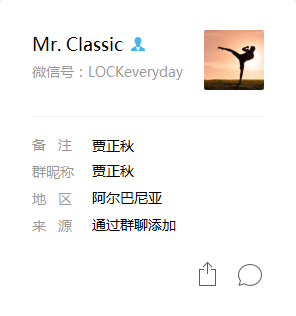 Mr. Classic
微信号：LOCKeveryday
备 注 贾正秋
群昵称 贾正秋
地 区 阿尔巴尼亚
来 源 通过群聊添加